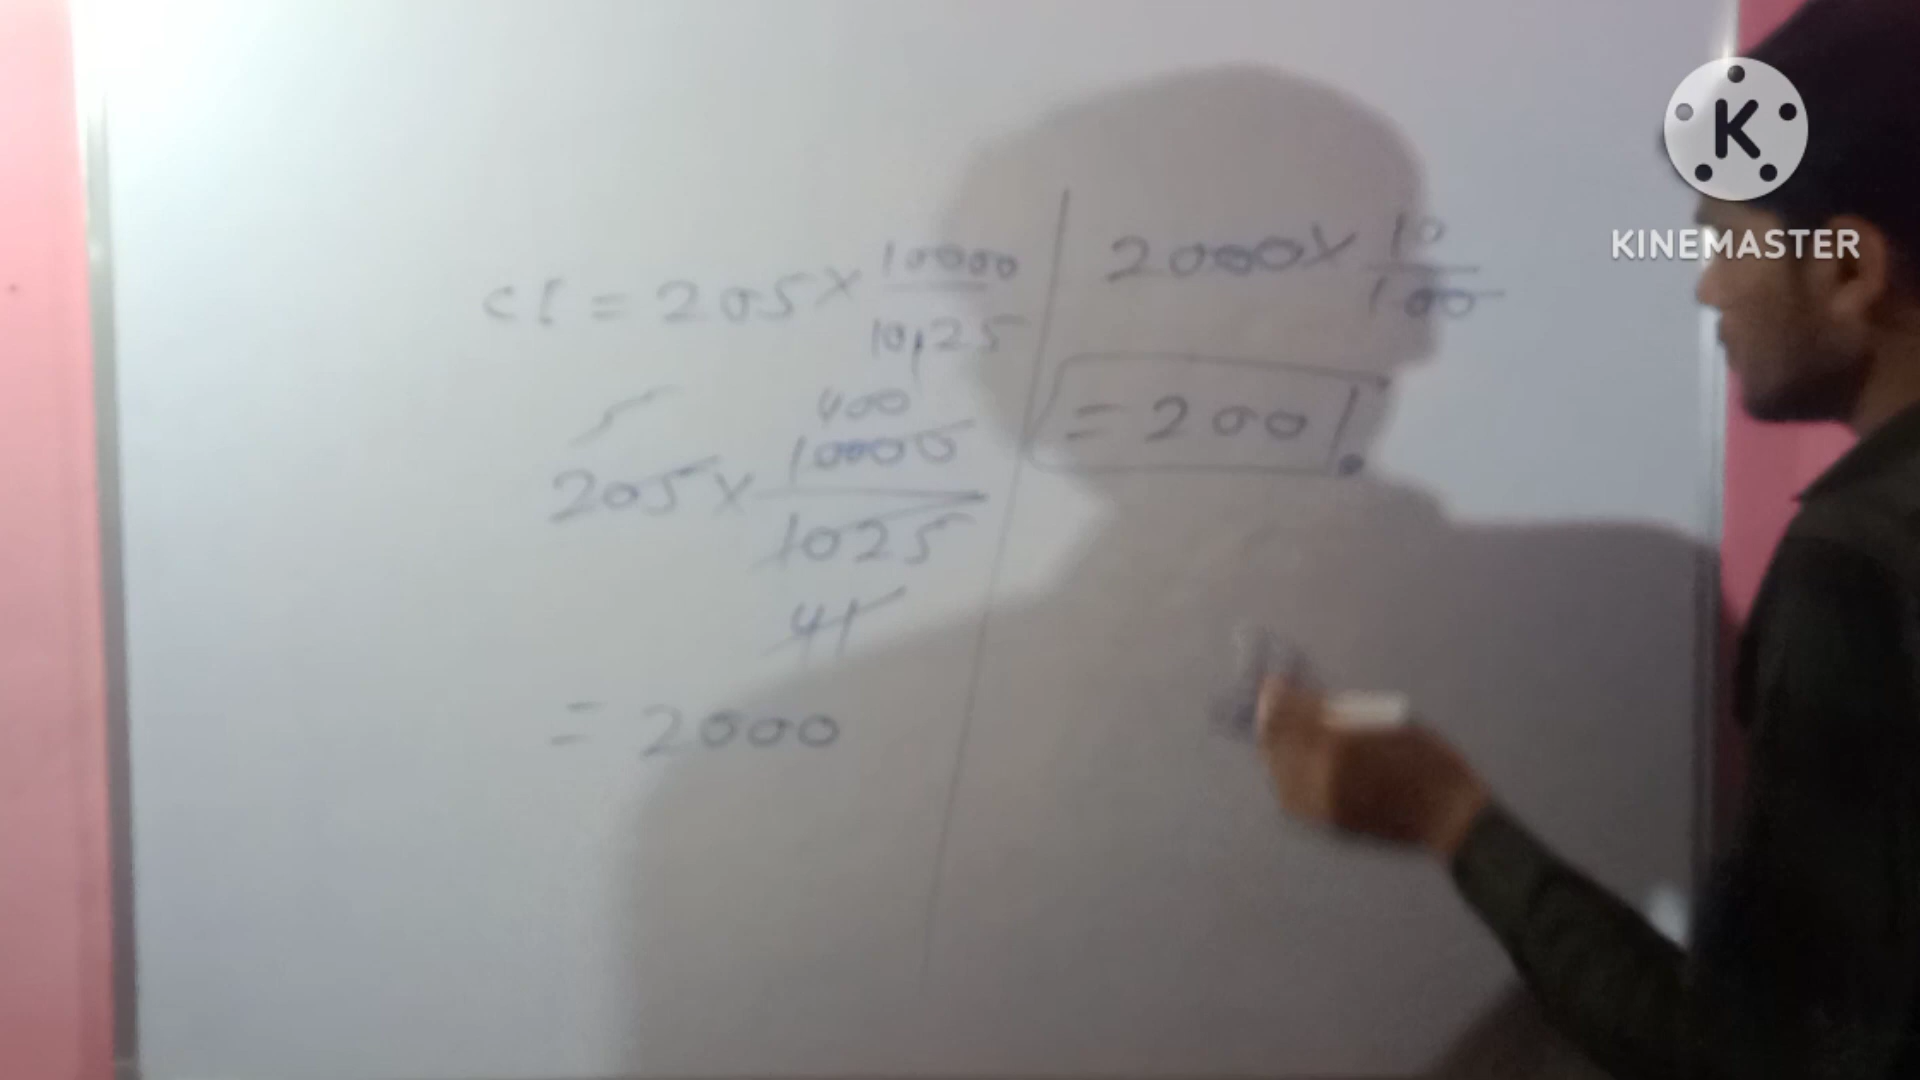 CI = 205 × 10000 / 10,25
400
205 × 10000 / 1025
41
= 2000
2000 × 10 / 100
= 200
K
KINEMASTER